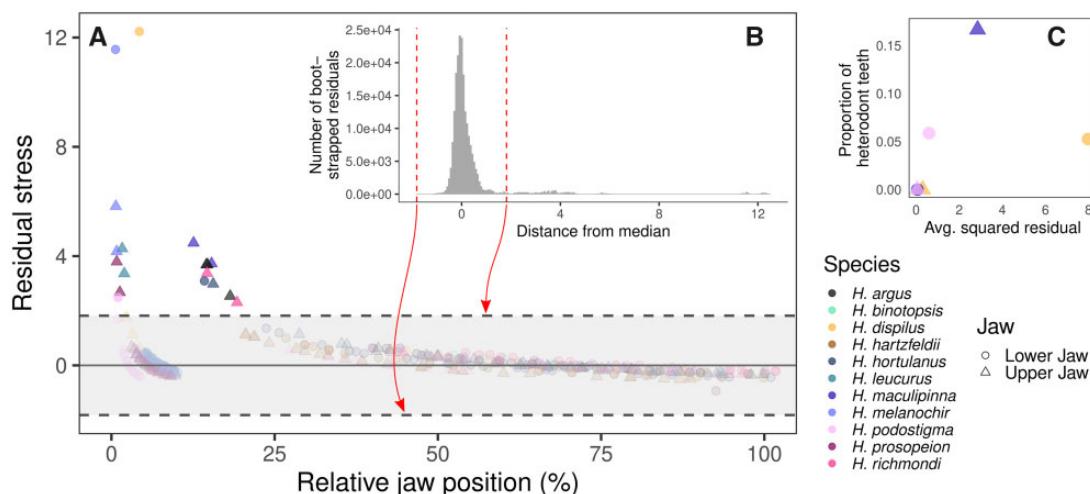 A
12
8
4
0
Residual stress
0
25
50
75
100
Relative jaw position (%)
B
2.5e+04
2.0e+04
1.5e+04
1.0e+04
5.0e+03
0.0e+00
Number of boot-
strapped residuals
0
4
8
12
Distance from median
C
0.15
0.10
0.05
0.00
Proportion of
heterodont teeth
0
2
4
6
8
Avg. squared residual
Species
H. argus
H. binotopsis
H. dispilus
H. hartzfeldii
H. hortulanus
H. leucurus
H. maculipinna
H. melanochir
H. podostigma
H. prosopeion
H. richmondi
Jaw
Lower Jaw
Upper Jaw